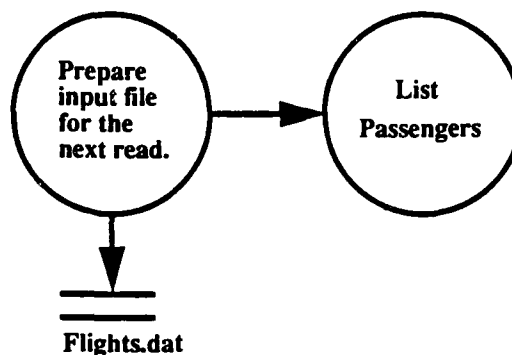 Prepare
input file
for the
next read.
List
Passengers
Flights.dat